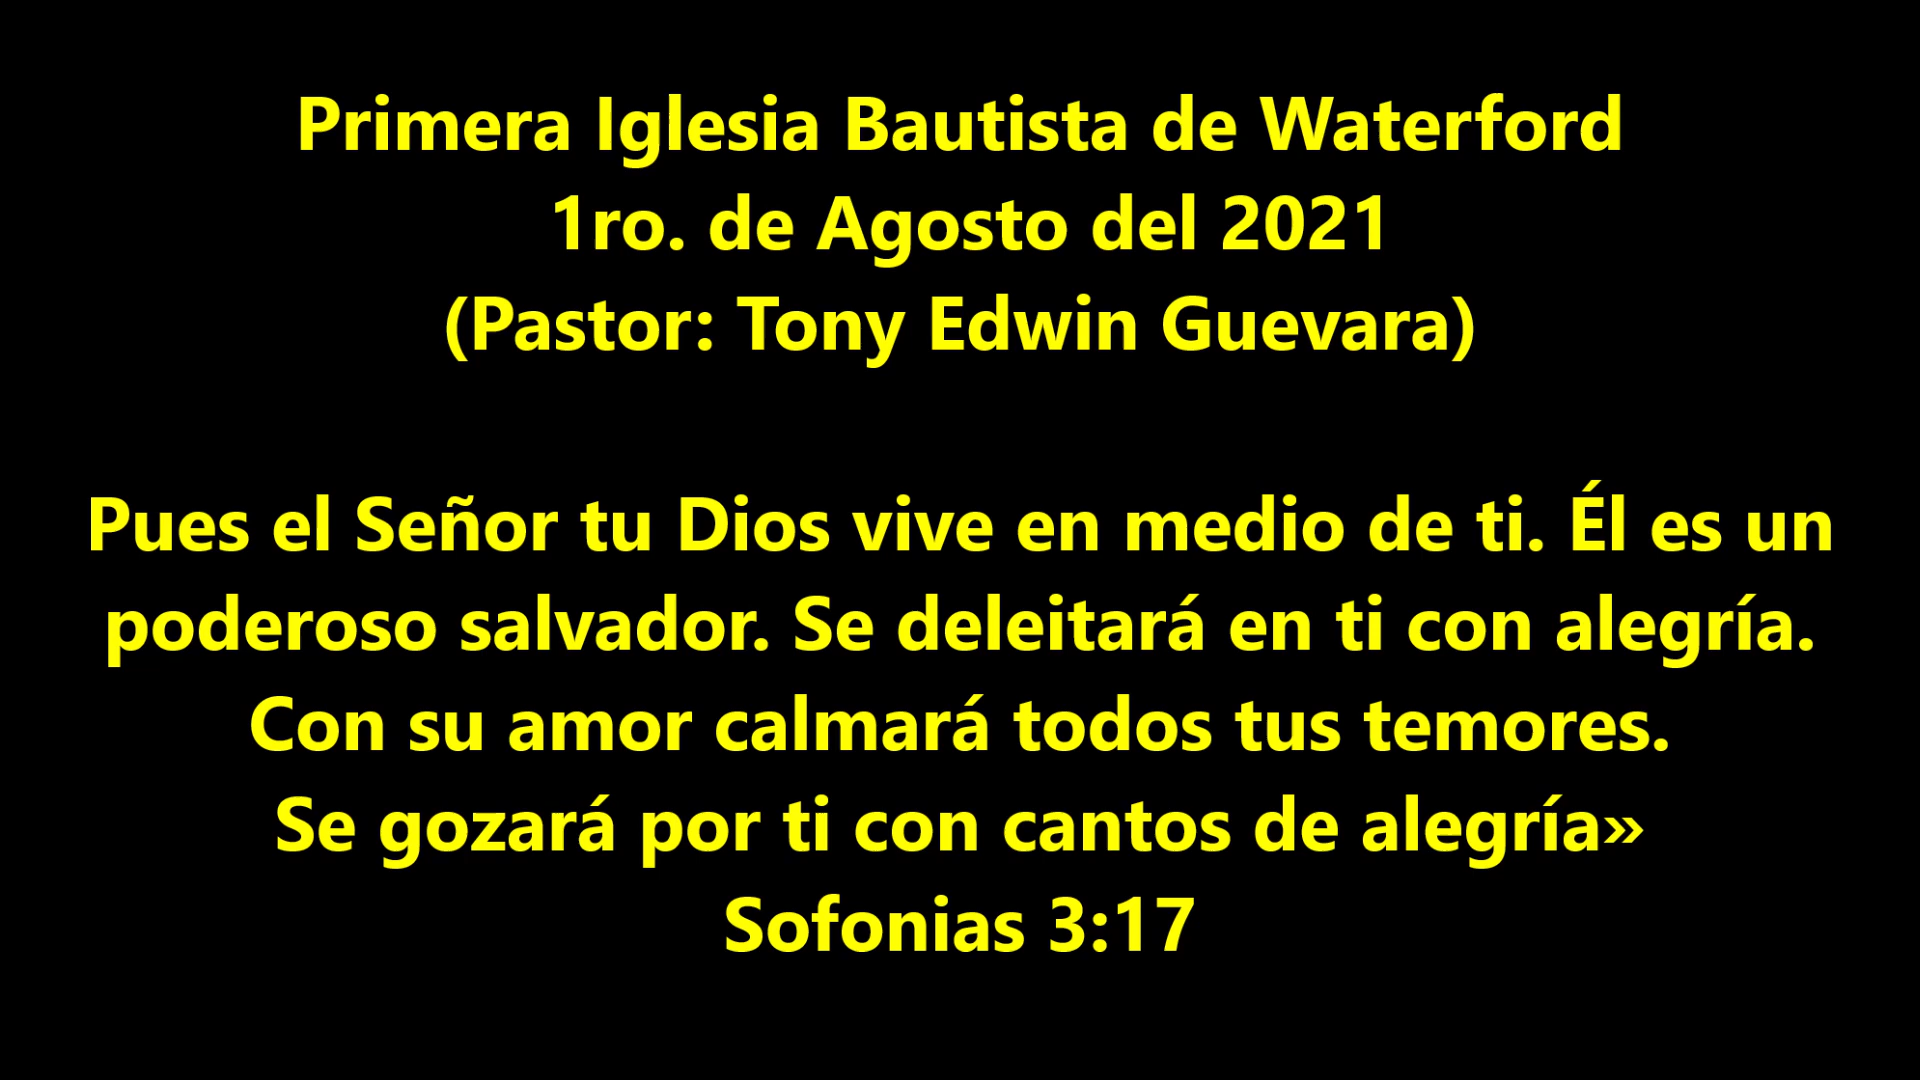 Primera Iglesia Bautista de Waterford
1ro. de Agosto del 2021
(Pastor: Tony Edwin Guevara)
Pues el Señor tu Dios vive en medio de ti. Él es un
poderoso salvador. Se deleitará en ti con alegría.
Con su amor calmará todos tus temores.
Se gozará por ti con cantos de alegría»
Sofonias 3:17